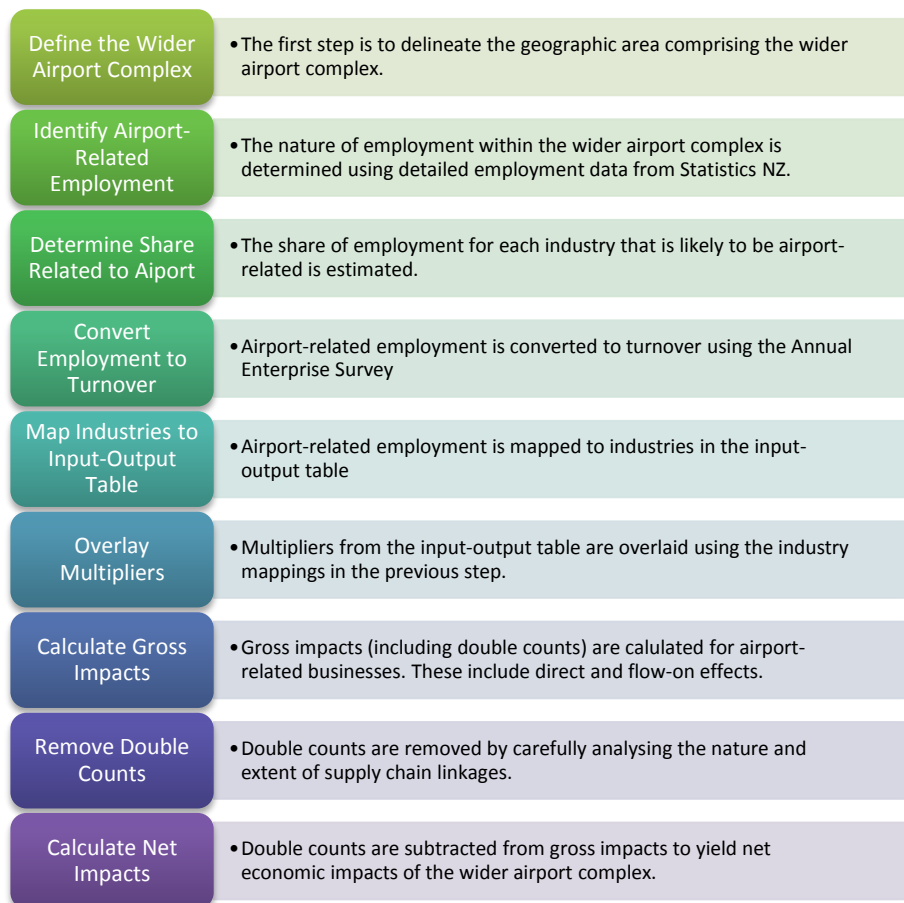 Define the Wider
Airport Complex
•The first step is to delineate the geographic area comprising the wider
airport complex.
Identify Airport-
Related
Employment
•The nature of employment within the wider airport complex is
determined using detailed employment data from Statistics NZ.
Determine Share
Related to Aiport
•The share of employment for each industry that is likely to be airport-
related is estimated.
Convert
Employment to
Turnover
•Airport-related employment is converted to turnover using the Annual
Enterprise Survey
Map Industries to
Input-Output
Table
•Airport-related employment is mapped to industries in the input-
output table
Overlay
Multipliers
•Multipliers from the input-output table are overlaid using the industry
mappings in the previous step.
Calculate Gross
Impacts
•Gross impacts (including double counts) are calulated for airport-
related businesses. These include direct and flow-on effects.
Remove Double
Counts
•Double counts are removed by carefully analysing the nature and
extent of supply chain linkages.
Calculate Net
Impacts
•Double counts are subtracted from gross impacts to yield net
economic impacts of the wider airport complex.